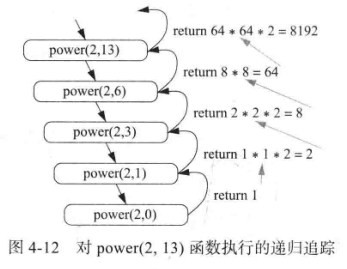 return 64 * 64 * 2 = 8192
power(2,13)
return 8 * 8 = 64
power(2,6)
return 2 * 2 * 2 = 8
power(2,3)
return 1 * 1 * 2 = 2
power(2,1)
return 1
power(2,0)
图 4-12 对 power(2, 13) 函数执行的递归追踪